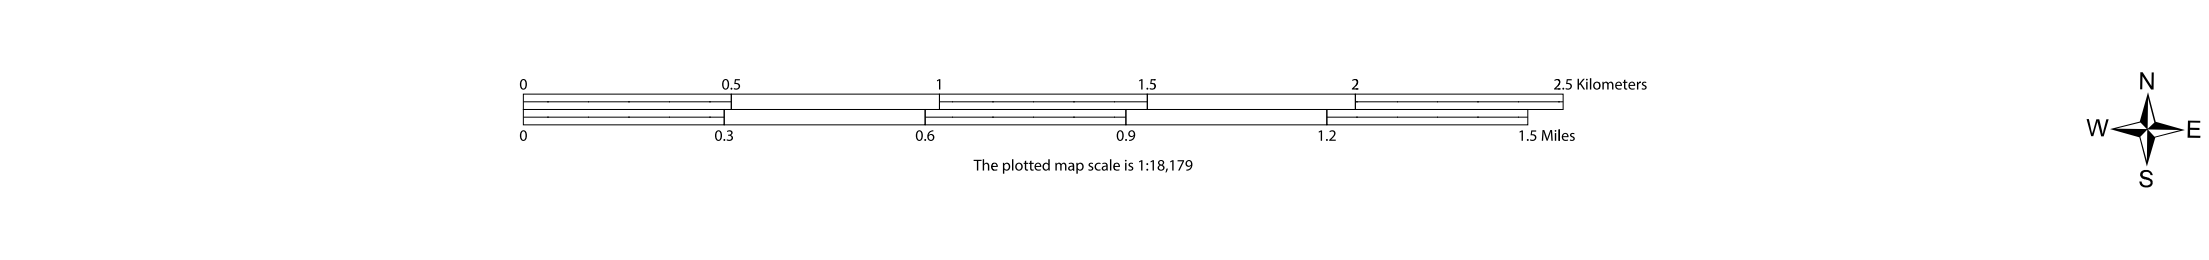 0 0.5 1 1.5 2 2.5 Kilometers
0 0.3 0.6 0.9 1.2 1.5 Miles
The plotted map scale is 1:18,179
N
W E
S